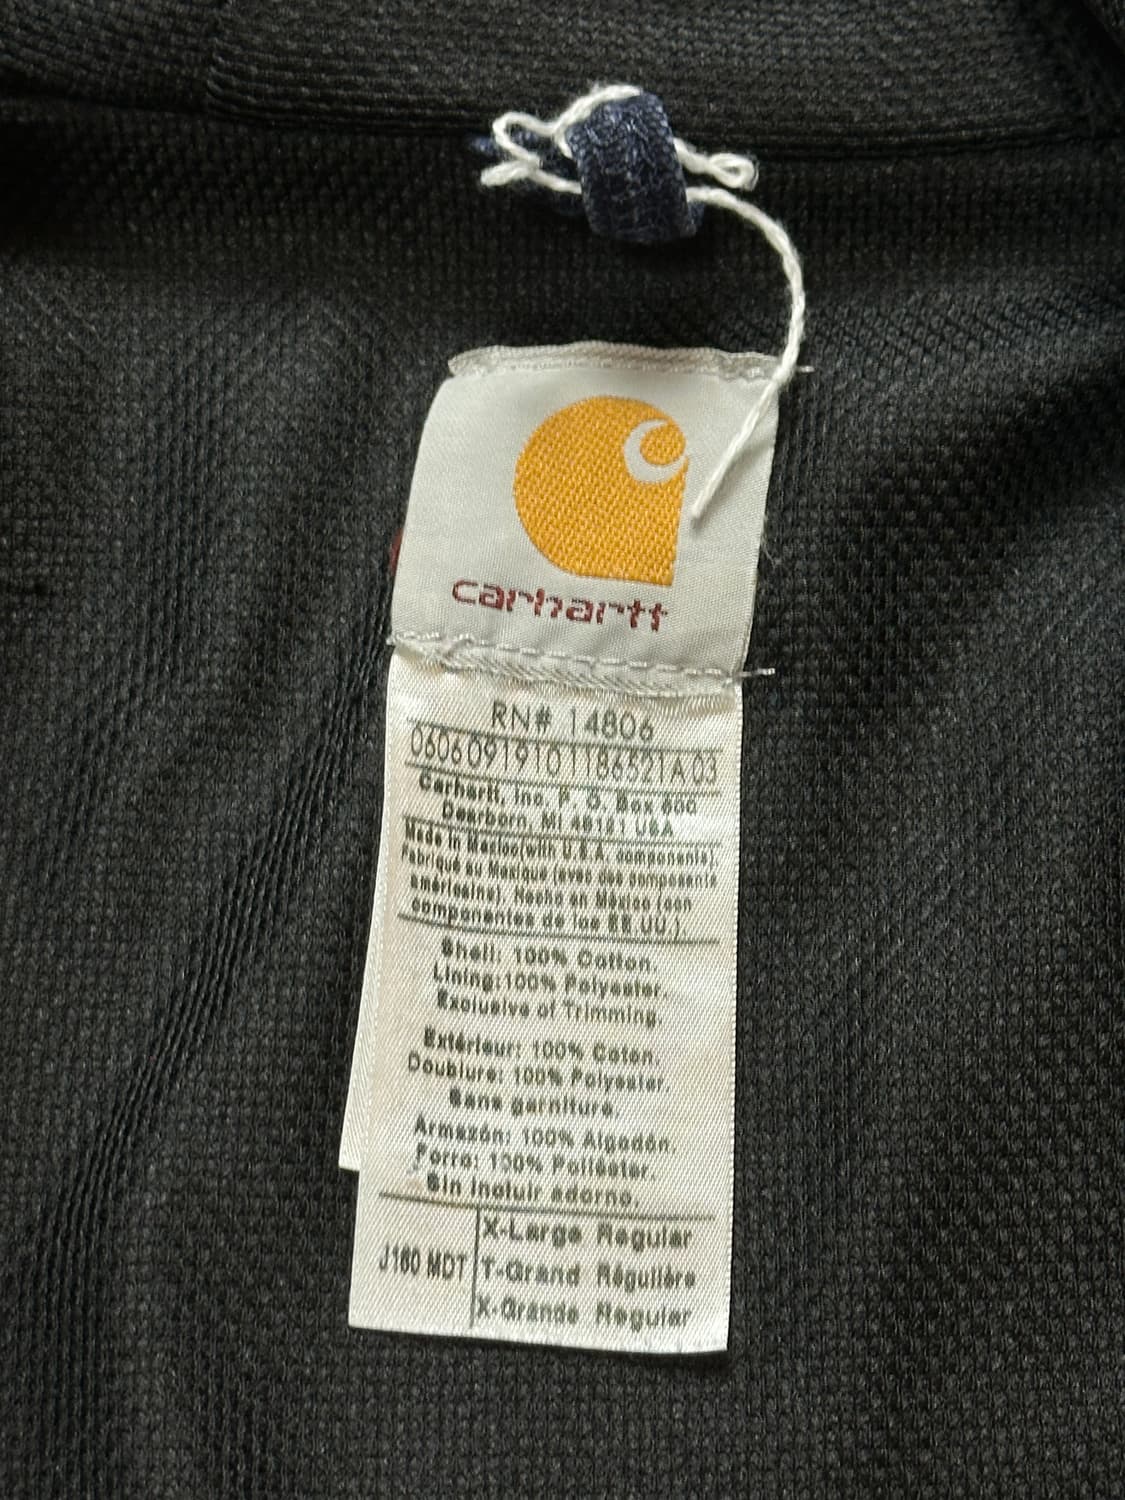 carhartt
RN# 14806
0606091910 1186521A 03
Carhartt, Inc. P. O. Box 600
Dearborn, MI 48121 USA
Made in Mexico(with U.S.A. components).
Fabriqué au Mexique (avec des composants
américains). Hecho en México (con
componentes de los EE.UU.).
Shell: 100% Cotton.
Lining:100% Polyester.
Exclusive of Trimming.
Extérieur: 100% Coton.
Doublure: 100% Polyester.
Sans garniture.
Armazón: 100% Algodón.
Forro: 100% Poliéster.
Sin incluir adorno.
J160 MDT
X-Large Regular
T-Grand Régulière
X-Grande Regular